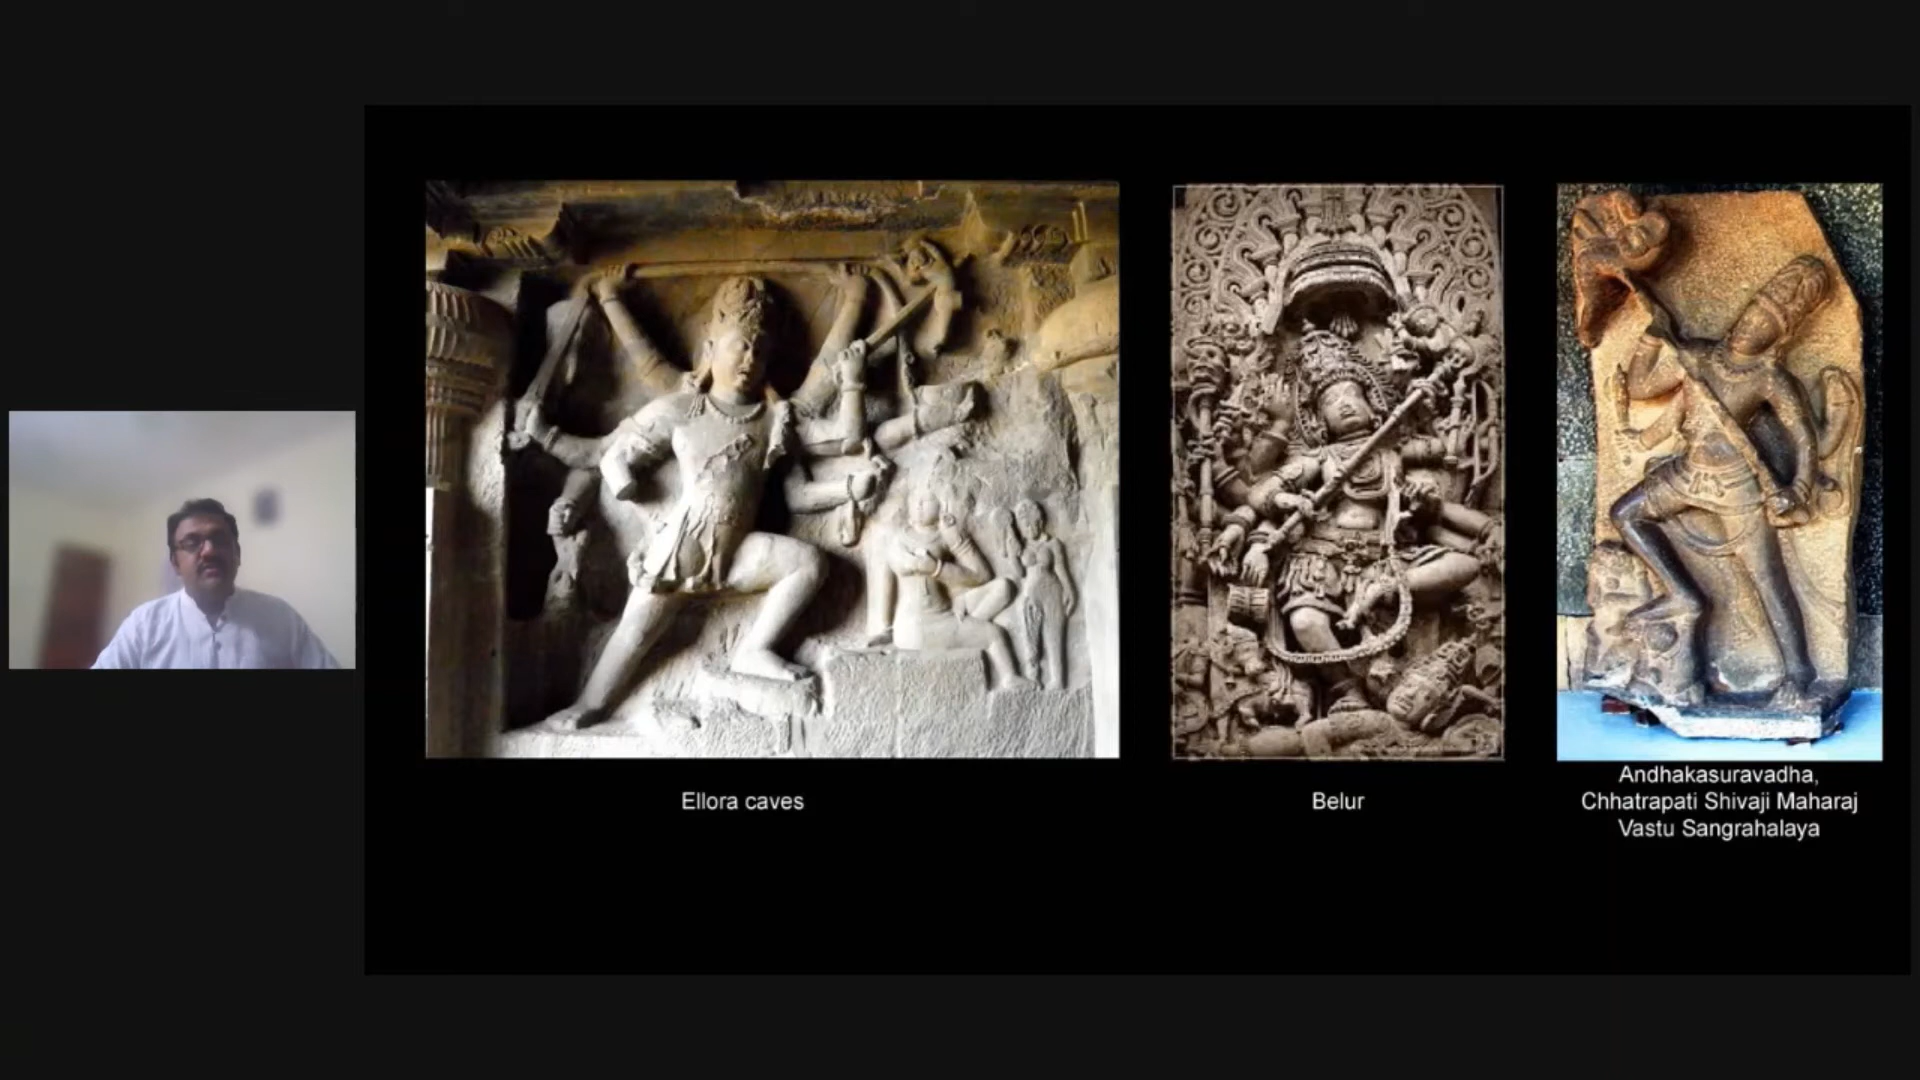 Ellora caves
Belur
Andhakasuravadha,
Chhatrapati Shivaji Maharaj
Vastu Sangrahalaya